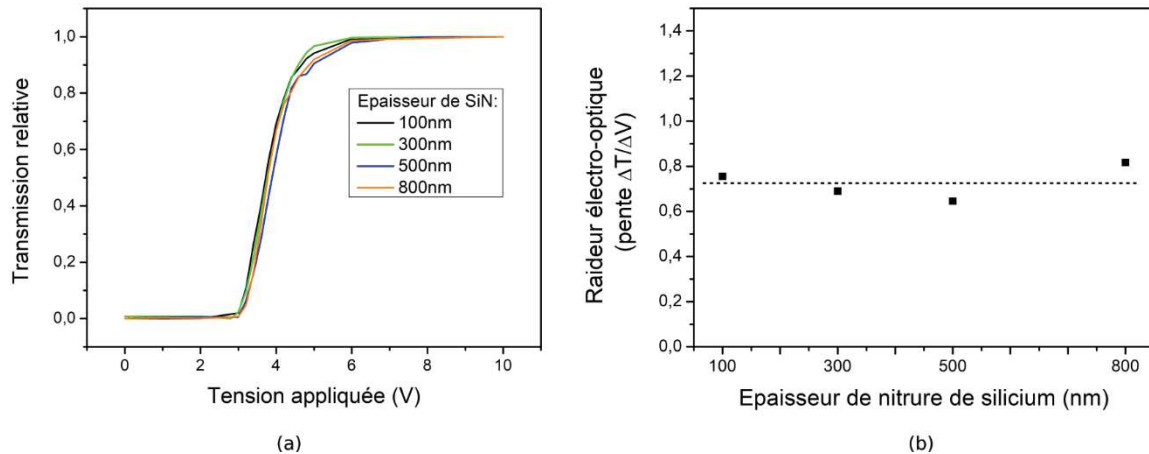 Transmission relative
1,0
0,8
0,6
0,4
0,2
0,0
Epaisseur de SiN:
100nm
300nm
500nm
800nm
0 2 4 6 8 10
Tension appliquée (V)
(a)
Raideur électro-optique
(pente ΔT/ΔV)
1,4
1,2
1,0
0,8
0,6
0,4
0,2
0,0
100 300 500 800
Epaisseur de nitrure de silicium (nm)
(b)